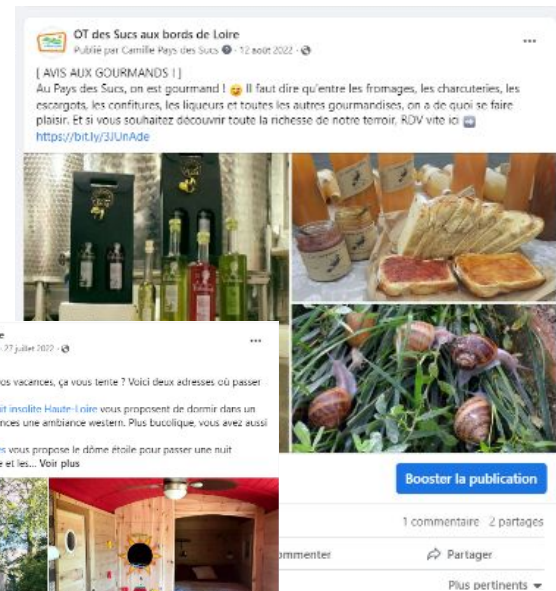 OT des Sucs aux bords de Loire
Publié par Camille Pays des Sucs · 12 août 2022 ·
[ AVIS AUX GOURMANDS ! ]
Au Pays des Sucs, on est gourmand ! 😉 Il faut dire qu'entre les fromages, les charcuteries, les
escargots, les confitures, les liqueurs et toutes les autres gourmandises, on a de quoi se faire
plaisir. Et si vous souhaitez découvrir toute la richesse de notre terroir, RDV vite ici ➡️
https://bit.ly/3JUnAde
e
· 27 juillet 2022 ·
os vacances, ça vous tente ? Voici deux adresses où passer
it insolite Haute-Loire vous proposent de dormir dans un
nces une ambiance western. Plus bucolique, vous avez aussi
es vous propose le dôme étoile pour passer une nuit
e et les... Voir plus
Booster la publication
1 commentaire 2 partages
ommenter
Partager
Plus pertinents